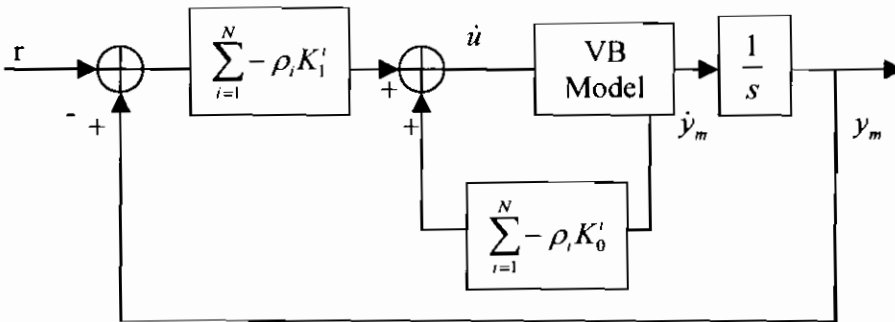 r
-
+
\sum_{i=1}^{N} - \rho_i K_1^i
+
+
\dot{u}
VB
Model
\dot{y}_m
\frac{1}{s}
y_m
\sum_{i=1}^{N} - \rho_i K_0^i